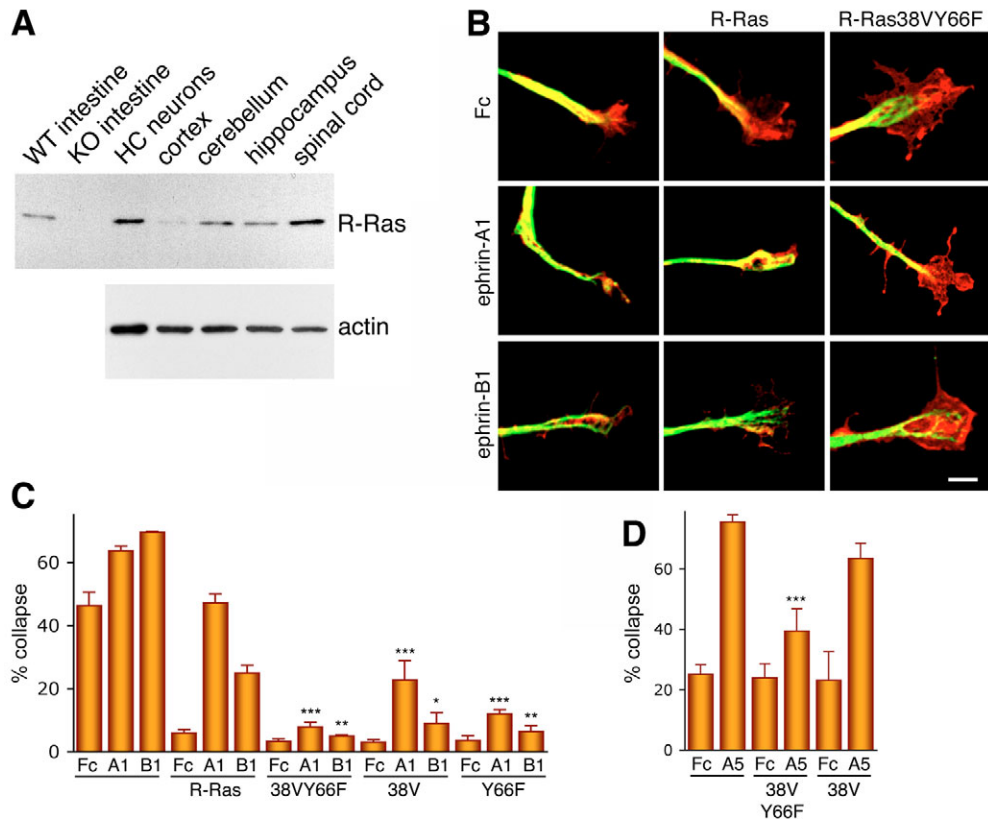 A
WT intestine
KO intestine
HC neurons
cortex
cerebellum
hippocampus
spinal cord
R-Ras
actin
B
R-Ras R-Ras38VY66F
Fc
ephrin-A1
ephrin-B1
C
% collapse
60
40
20
0
Fc A1 B1 Fc A1 B1 Fc A1 B1 Fc A1 B1 Fc A1 B1
R-Ras 38VY66F 38V Y66F
*** ** *** * *** **
D
% collapse
60
40
20
0
***
Fc A5 Fc A5 Fc A5
38V 38V
Y66F